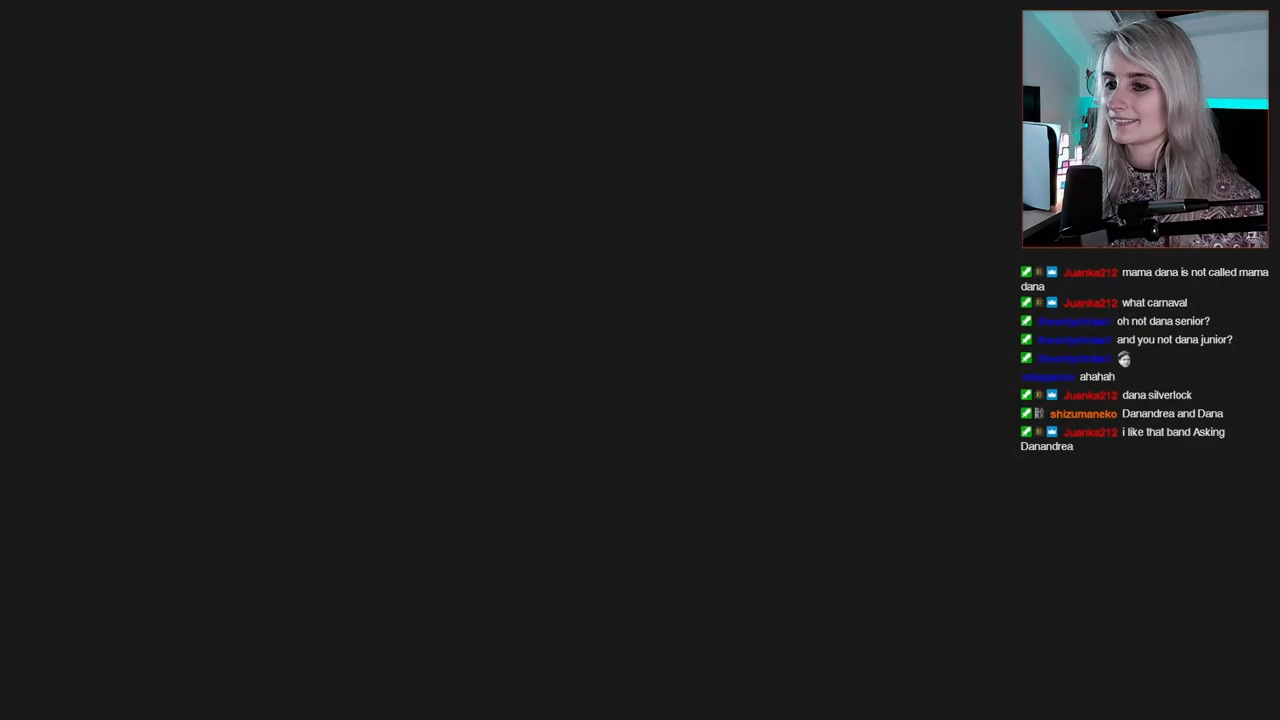 Juanka212 mama dana is not called mama
dana
Juanka212 what carnaval
oh not dana senior?
and you not dana junior?
ahahah
Juanka212 dana silverlock
shizumaneko Danandrea and Dana
Juanka212 i like that band Asking
Danandrea